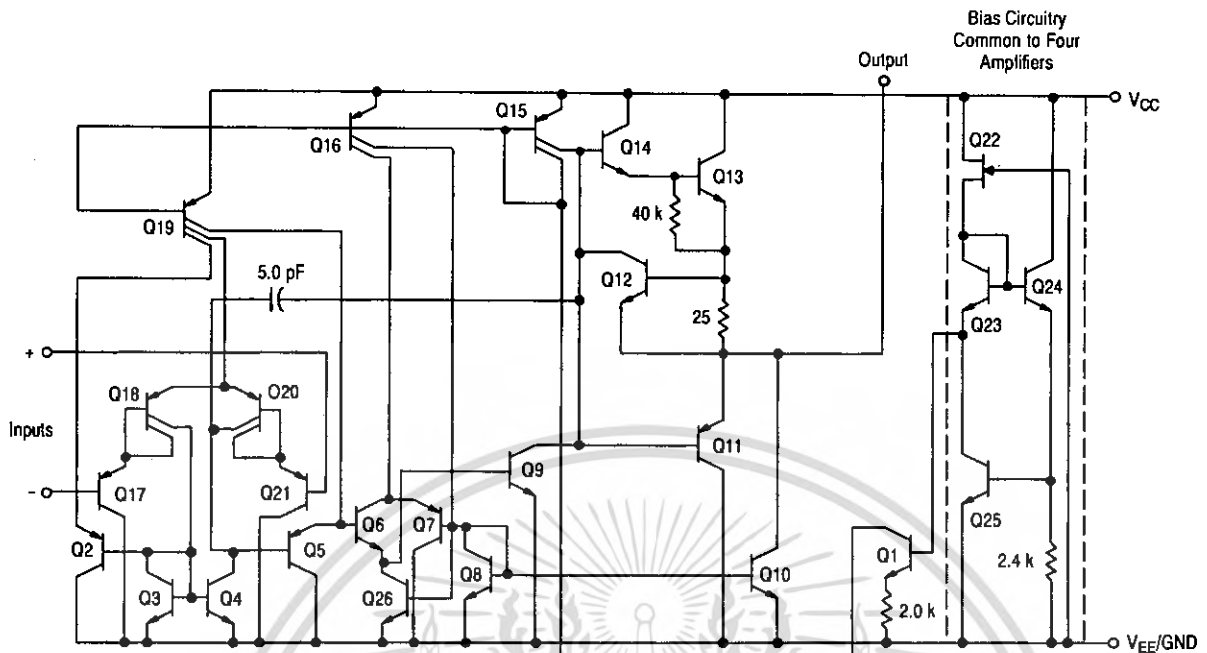 Bias Circuitry
Common to Four
Amplifiers
Output
VCC
Q15
Q22
Q16
Q14
Q13
Q19
40 k
5.0 pF
Q12
Q24
Q23
25
+
Q18
O20
Inputs
Q11
Q9
−
Q17
Q21
Q25
Q6
Q7
Q2
Q5
Q1
2.4 k
Q8
Q10
Q3
Q4
Q26
2.0 k
VEE/GND